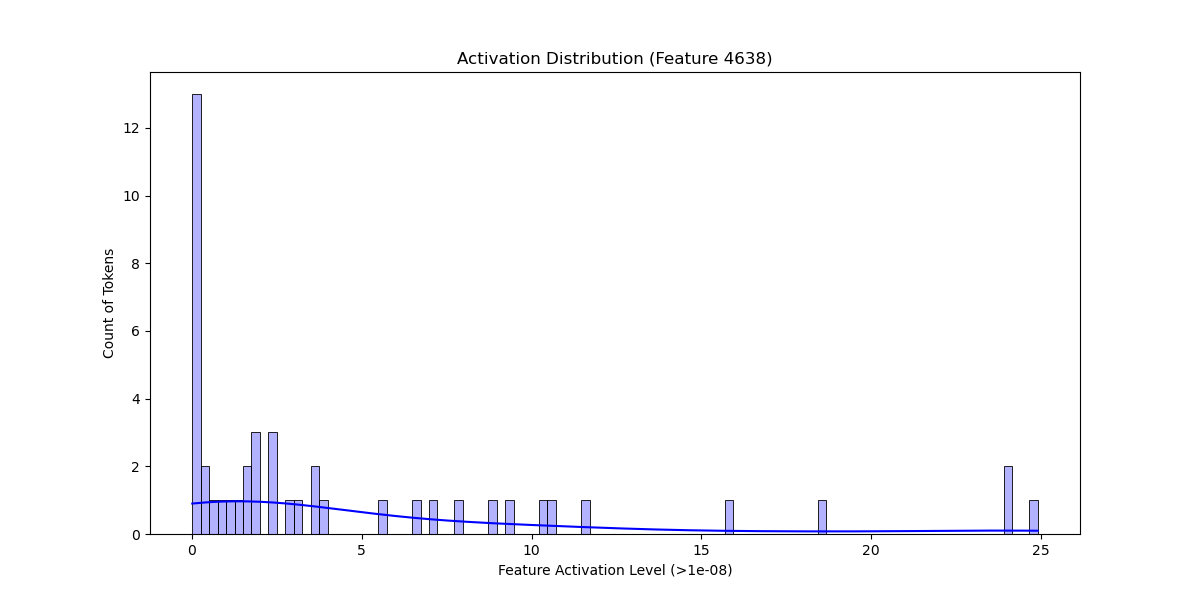 Activation Distribution (Feature 4638)
12
10
8
6
4
2
0
Count of Tokens
0 5 10 15 20 25
Feature Activation Level (>1e-08)